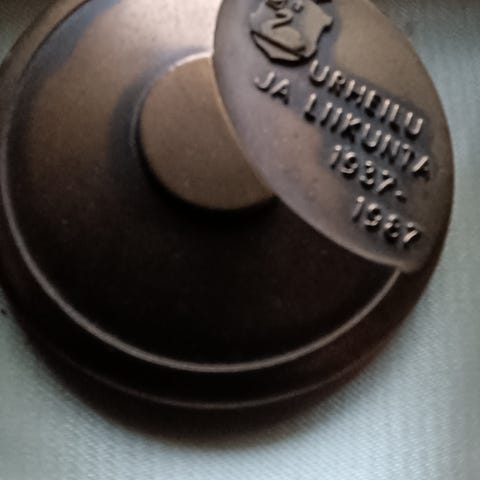 URHEILU
JA LIIKUNTA
1937-
1987